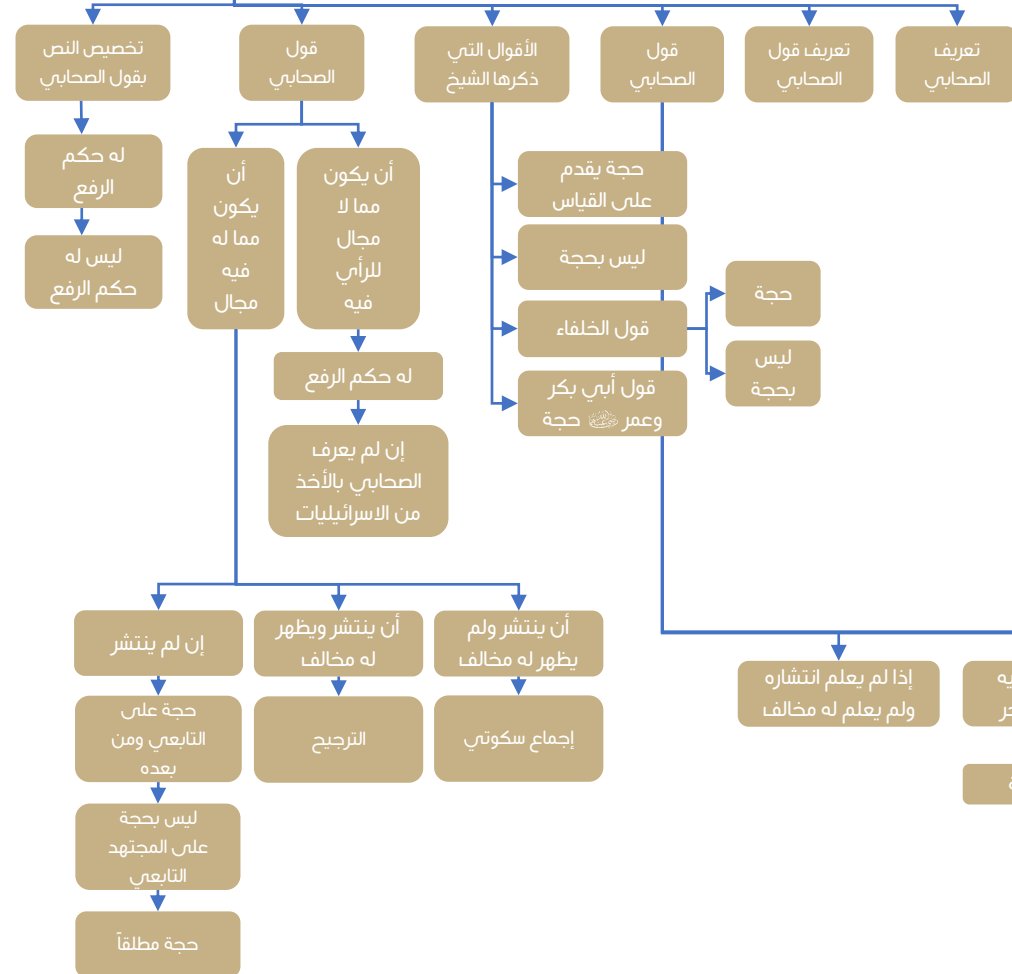 تعريف
الصحابي
تعريف قول
الصحابي
قول
الصحابي
الأقوال التي
ذكرها الشيخ
قول
الصحابي
تخصيص النص
بقول الصحابي
حجة يقدم
على القياس
ليس بحجة
قول الخلفاء
حجة
ليس
بحجة
قول أبي بكر
وعمر ﵄ حجة
أن يكون
مما لا
مجال
للرأي
فيه
له حكم الرفع
إن لم يعرف
الصحابي بالأخذ
من الاسرائيليات
أن
يكون
مما له
فيه
مجال
له حكم
الرفع
ليس له
حكم الرفع
أن ينتشر ولم
يظهر له مخالف
إجماع سكوتي
أن ينتشر ويظهر
له مخالف
الترجيح
إن لم ينتشر
حجة على
التابعي ومن
بعده
ليس بحجة
على المجتهد
التابعي
حجة مطلقاً
إذا لم يعلم انتشاره
ولم يعلم له مخالف